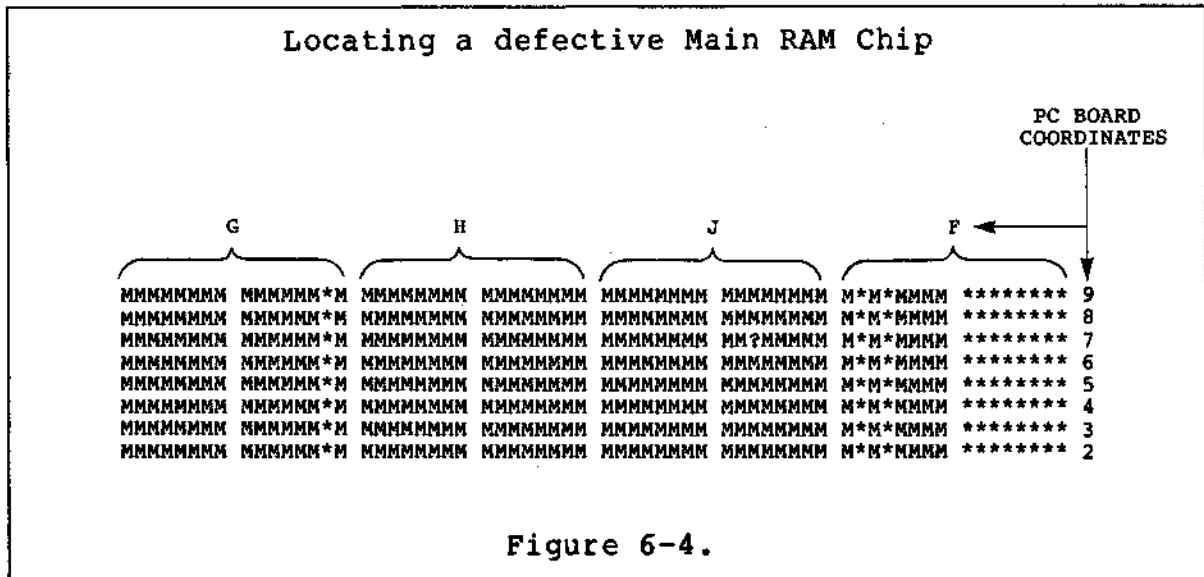 Locating a defective Main RAM Chip
PC BOARD
COORDINATES
G H J F
MMMMMMMM MMMMMM*M MMMMMMMM MMMMMMMM MMMMMMMM MMMMMMMM M*M*MMMM ******** 9
MMMMMMMM MMMMMM*M MMMMMMMM MMMMMMMM MMMMMMMM MMMMMMMM M*M*MMMM ******** 8
MMMMMMMM MMMMMM*M MMMMMMMM MMMMMMMM MMMMMMMM MM?MMMMM M*M*MMMM ******** 7
MMMMMMMM MMMMMM*M MMMMMMMM MMMMMMMM MMMMMMMM MMMMMMMM M*M*MMMM ******** 6
MMMMMMMM MMMMMM*M MMMMMMMM MMMMMMMM MMMMMMMM MMMMMMMM M*M*MMMM ******** 5
MMMMMMMM MMMMMM*M MMMMMMMM MMMMMMMM MMMMMMMM MMMMMMMM M*M*MMMM ******** 4
MMMMMMMM MMMMMM*M MMMMMMMM MMMMMMMM MMMMMMMM MMMMMMMM M*M*MMMM ******** 3
MMMMMMMM MMMMMM*M MMMMMMMM MMMMMMMM MMMMMMMM MMMMMMMM M*M*MMMM ******** 2
Figure 6-4.